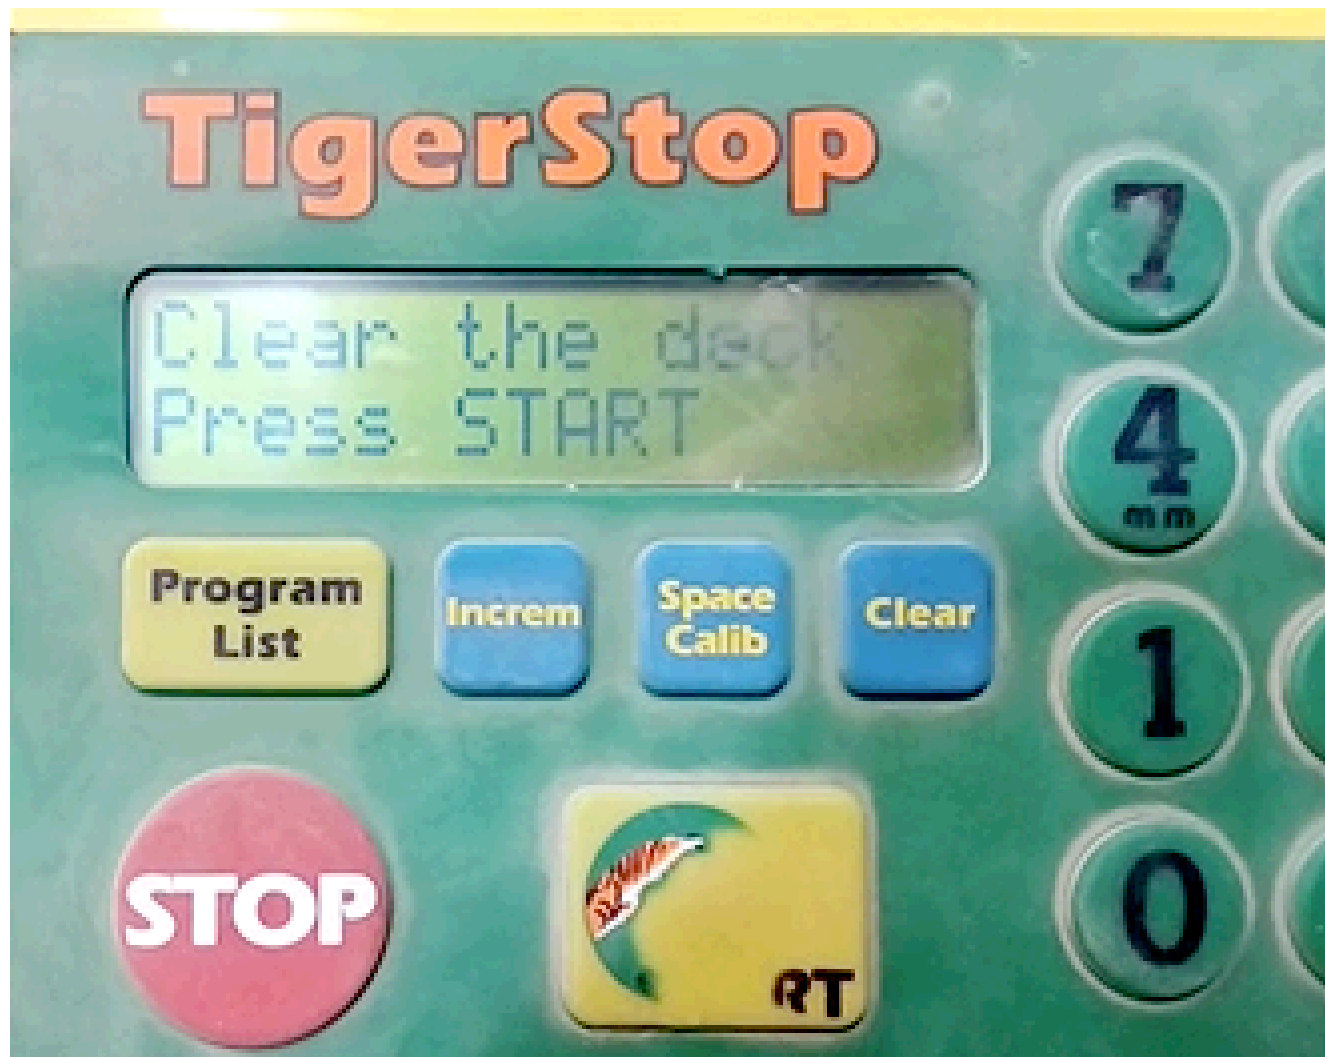 TigerStop
Clear the deck
Press START
Program
List
Increm
Space
Calib
Clear
7
4
mm
1
0
STOP
RT